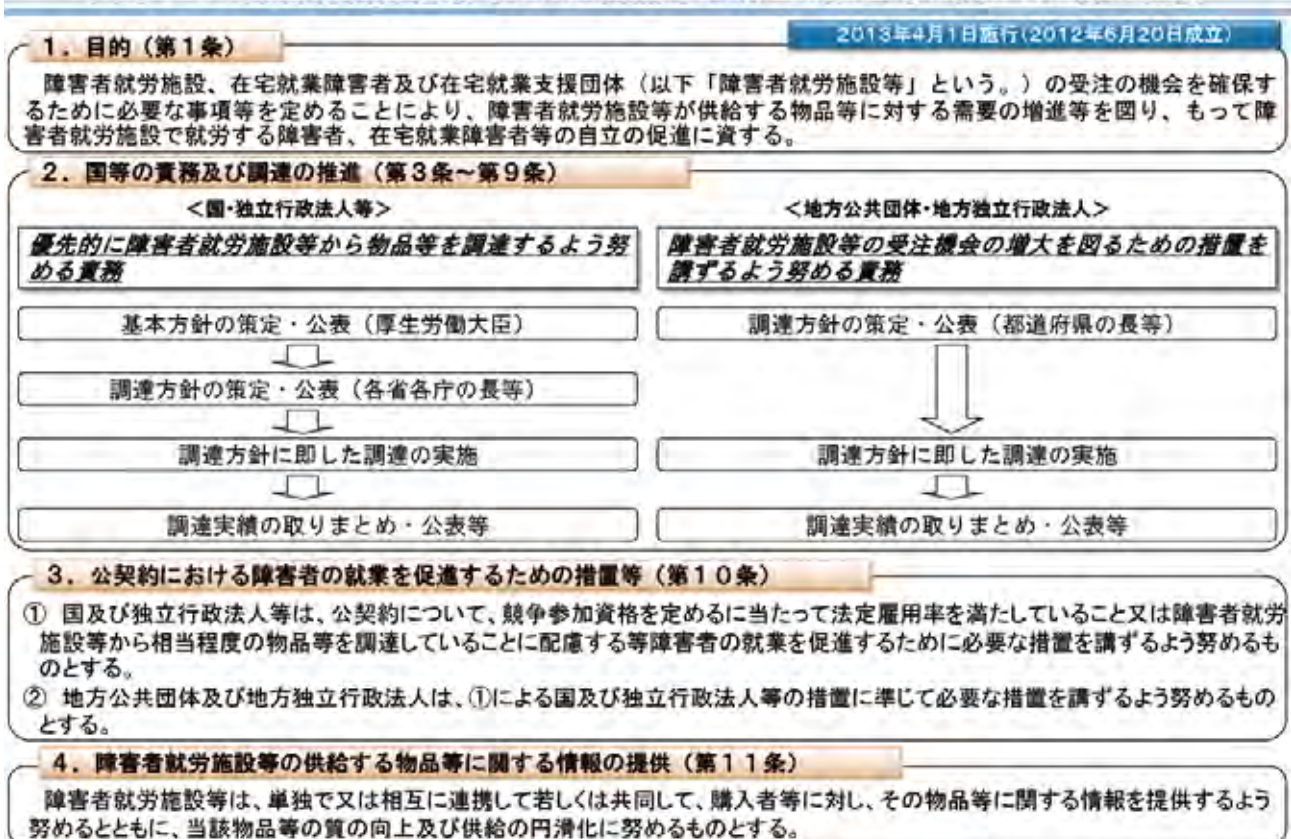 1．目的（第1条）
2013年4月1日施行(2012年6月20日成立)
障害者就労施設、在宅就業障害者及び在宅就業支援団体（以下「障害者就労施設等」という。）の受注の機会を確保す
るために必要な事項等を定めることにより、障害者就労施設等が供給する物品等に対する需要の増進等を図り、もって障
害者就労施設で就労する障害者、在宅就業障害者等の自立の促進に資する。
2．国等の責務及び調達の推進（第3条～第9条）
＜国・独立行政法人等＞
優先的に障害者就労施設等から物品等を調達するよう努
める責務
基本方針の策定・公表（厚生労働大臣）
調達方針の策定・公表（各省各庁の長等）
調達方針に即した調達の実施
調達実績の取りまとめ・公表等
＜地方公共団体・地方独立行政法人＞
障害者就労施設等の受注機会の増大を図るための措置を
講ずるよう努める責務
調達方針の策定・公表（都道府県の長等）
調達方針に即した調達の実施
調達実績の取りまとめ・公表等
3．公契約における障害者の就業を促進するための措置等（第10条）
① 国及び独立行政法人等は、公契約について、競争参加資格を定めるに当たって法定雇用率を満たしていること又は障害者就労
施設等から相当程度の物品等を調達していることに配慮する等障害者の就業を促進するために必要な措置を講ずるよう努めるも
のとする。
② 地方公共団体及び地方独立行政法人は、①による国及び独立行政法人等の措置に準じて必要な措置を講ずるよう努めるもの
とする。
4．障害者就労施設等の供給する物品等に関する情報の提供（第11条）
障害者就労施設等は、単独で又は相互に連携して若しくは共同して、購入者等に対し、その物品等に関する情報を提供するよう
努めるとともに、当該物品等の質の向上及び供給の円滑化に努めるものとする。